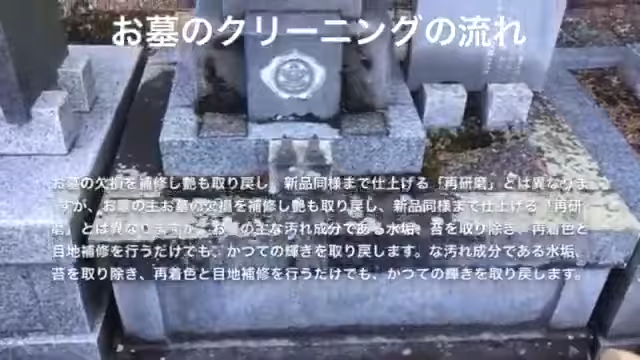 お墓のクリーニングの流れ
お墓の欠損を補修し艶も取り戻し、新品同様まで仕上げる「再研磨」とは異なりま
すが、お墓の主お墓の欠損を補修し艶も取り戻し、新品同様まで仕上げる「再研
磨」とは異なりますが、お墓の主な汚れ成分である水垢、苔を取り除き、再着色と
目地補修を行うだけでも、かつての輝きを取り戻します。な汚れ成分である水垢、
苔を取り除き、再着色と目地補修を行うだけでも、かつての輝きを取り戻します。